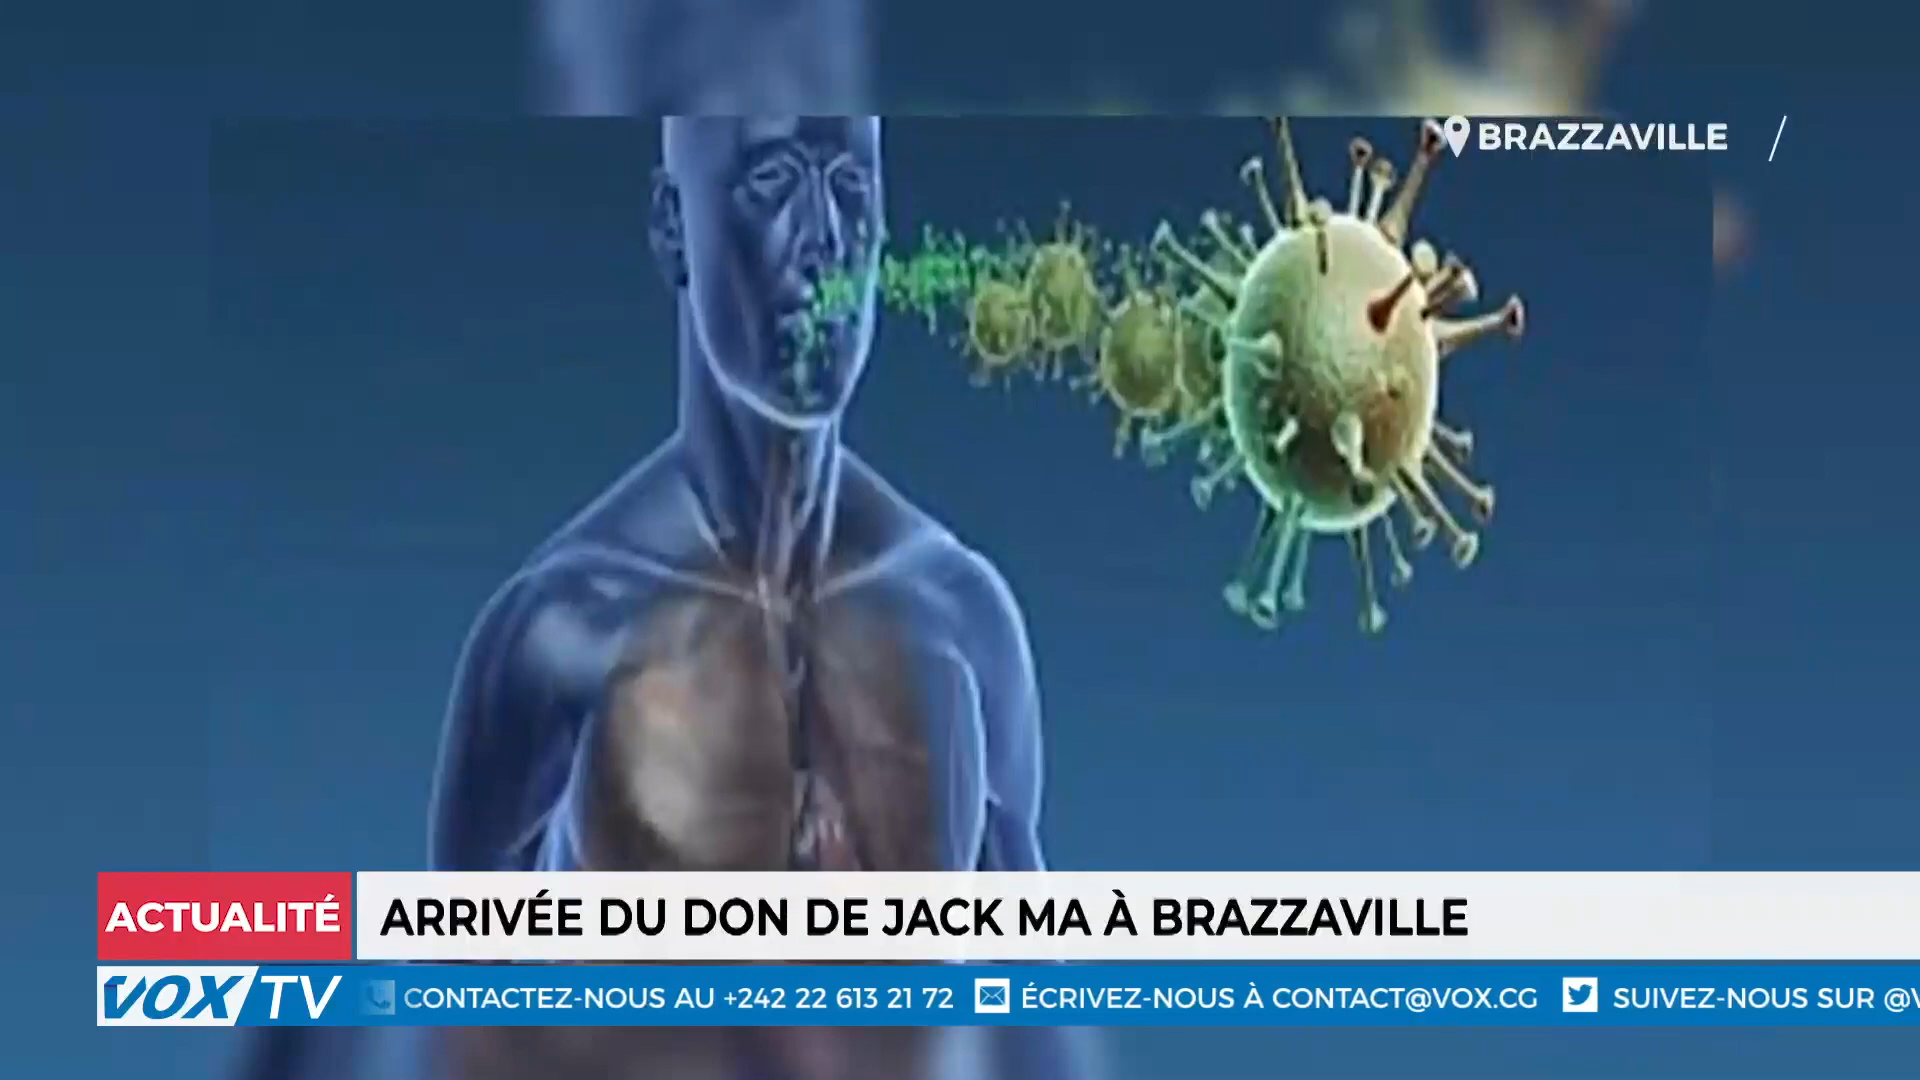 BRAZZAVILLE
ACTUALITÉ
ARRIVÉE DU DON DE JACK MA À BRAZZAVILLE
VOX TV
CONTACTEZ-NOUS AU +242 22 613 21 72 ÉCRIVEZ-NOUS À CONTACT@VOX.CG SUIVEZ-NOUS SUR @V